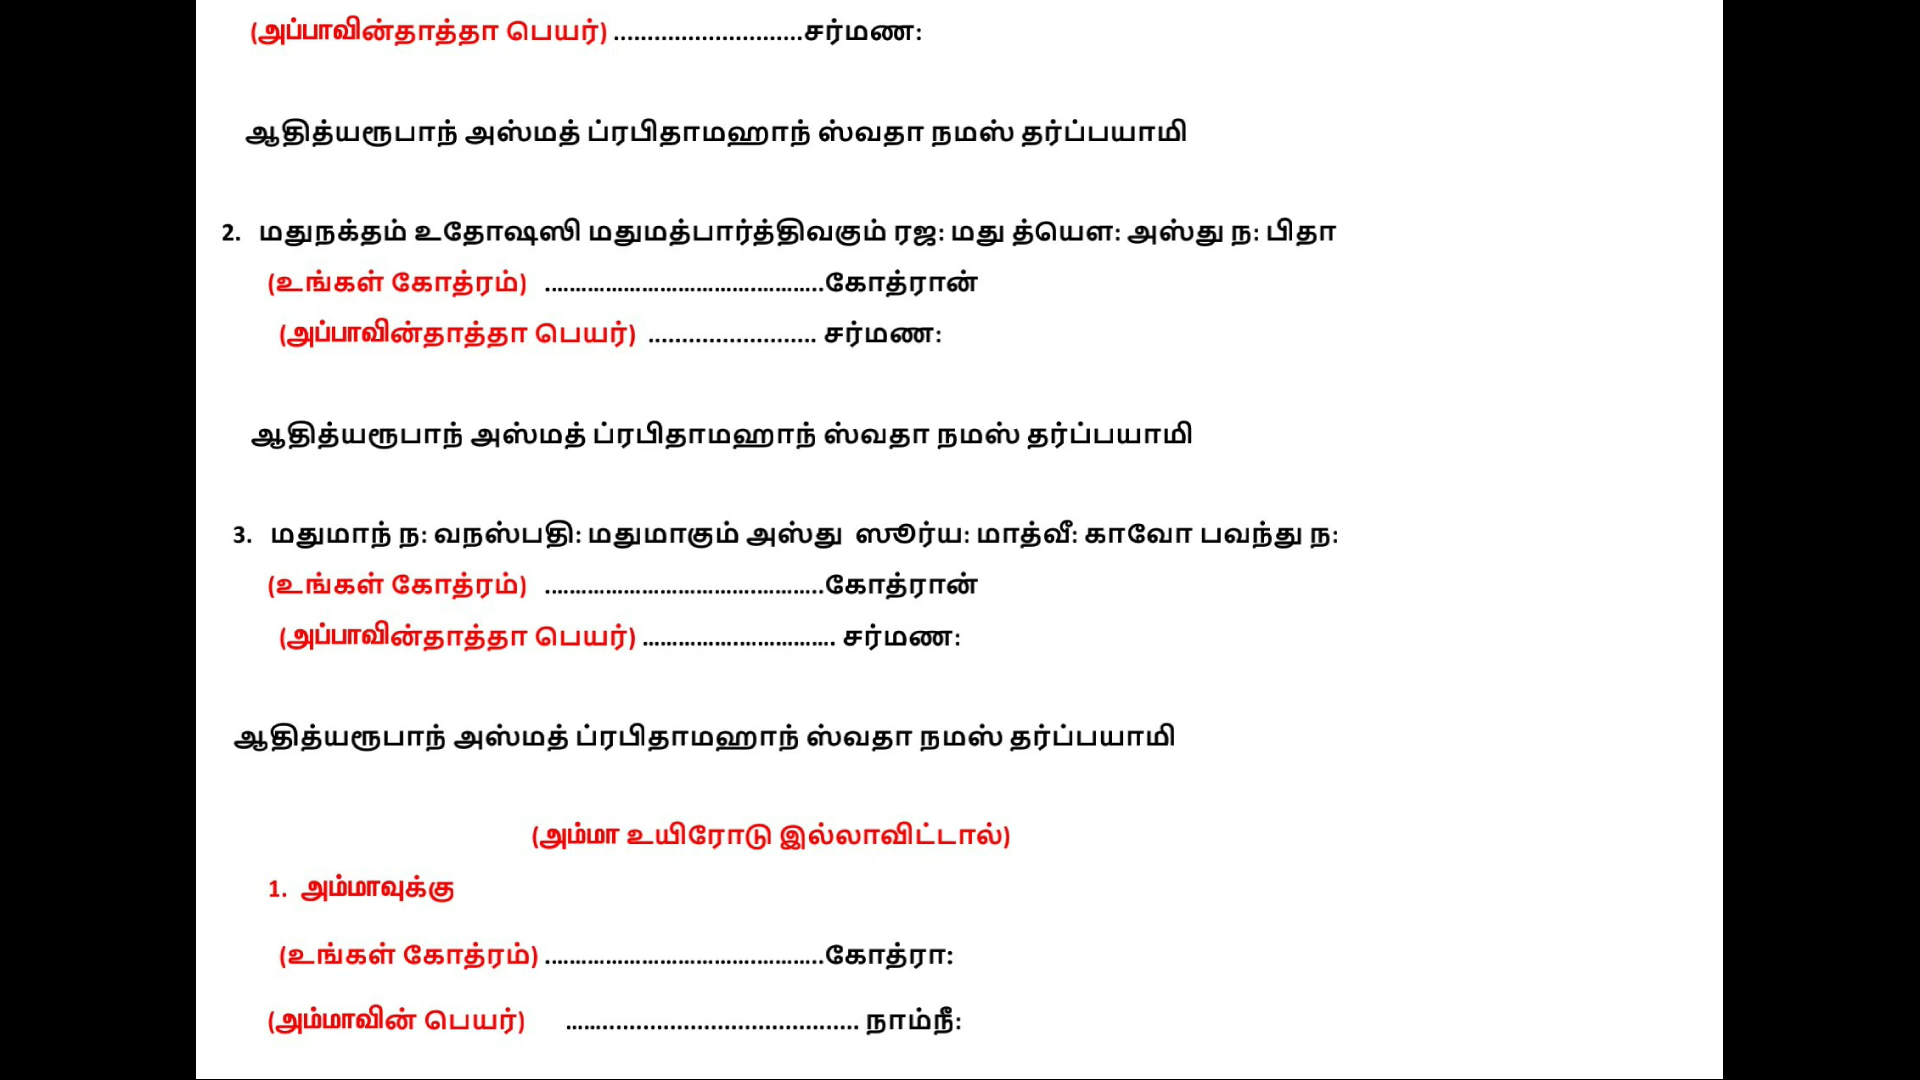 (அப்பாவின்தாத்தா பெயர்) ............................சர்மண:
ஆதித்யரூபாந் அஸ்மத் ப்ரபிதாமஹாந் ஸ்வதா நமஸ் தர்ப்பயாமி
2. மதுநக்தம் உதோஷஸி மதுமத்பார்த்திவகும் ரஜ: மது த்யௌ: அஸ்து ந: பிதா
(உங்கள் கோத்ரம்) ..........................................கோத்ரான்
(அப்பாவின்தாத்தா பெயர்) ......................... சர்மண:
ஆதித்யரூபாந் அஸ்மத் ப்ரபிதாமஹாந் ஸ்வதா நமஸ் தர்ப்பயாமி
3. மதுமாந் ந: வநஸ்பதி: மதுமாகும் அஸ்து ஸூர்ய: மாத்வீ: காவோ பவந்து ந:
(உங்கள் கோத்ரம்) ..........................................கோத்ரான்
(அப்பாவின்தாத்தா பெயர்) ............................. சர்மண:
ஆதித்யரூபாந் அஸ்மத் ப்ரபிதாமஹாந் ஸ்வதா நமஸ் தர்ப்பயாமி
(அம்மா உயிரோடு இல்லாவிட்டால்)
1. அம்மாவுக்கு
(உங்கள் கோத்ரம்) ..........................................கோத்ரா:
(அம்மாவின் பெயர்) ............................................ நாம்நீ: